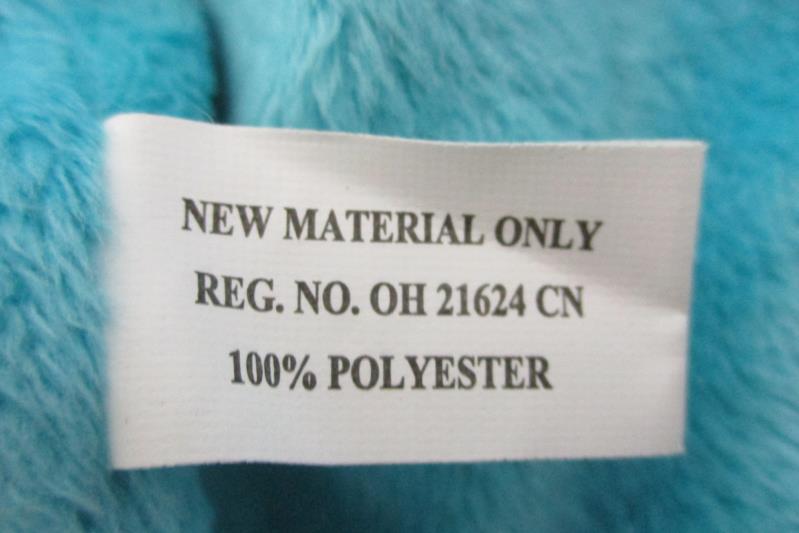 NEW MATERIAL ONLY
REG. NO. OH 21624 CN
100% POLYESTER